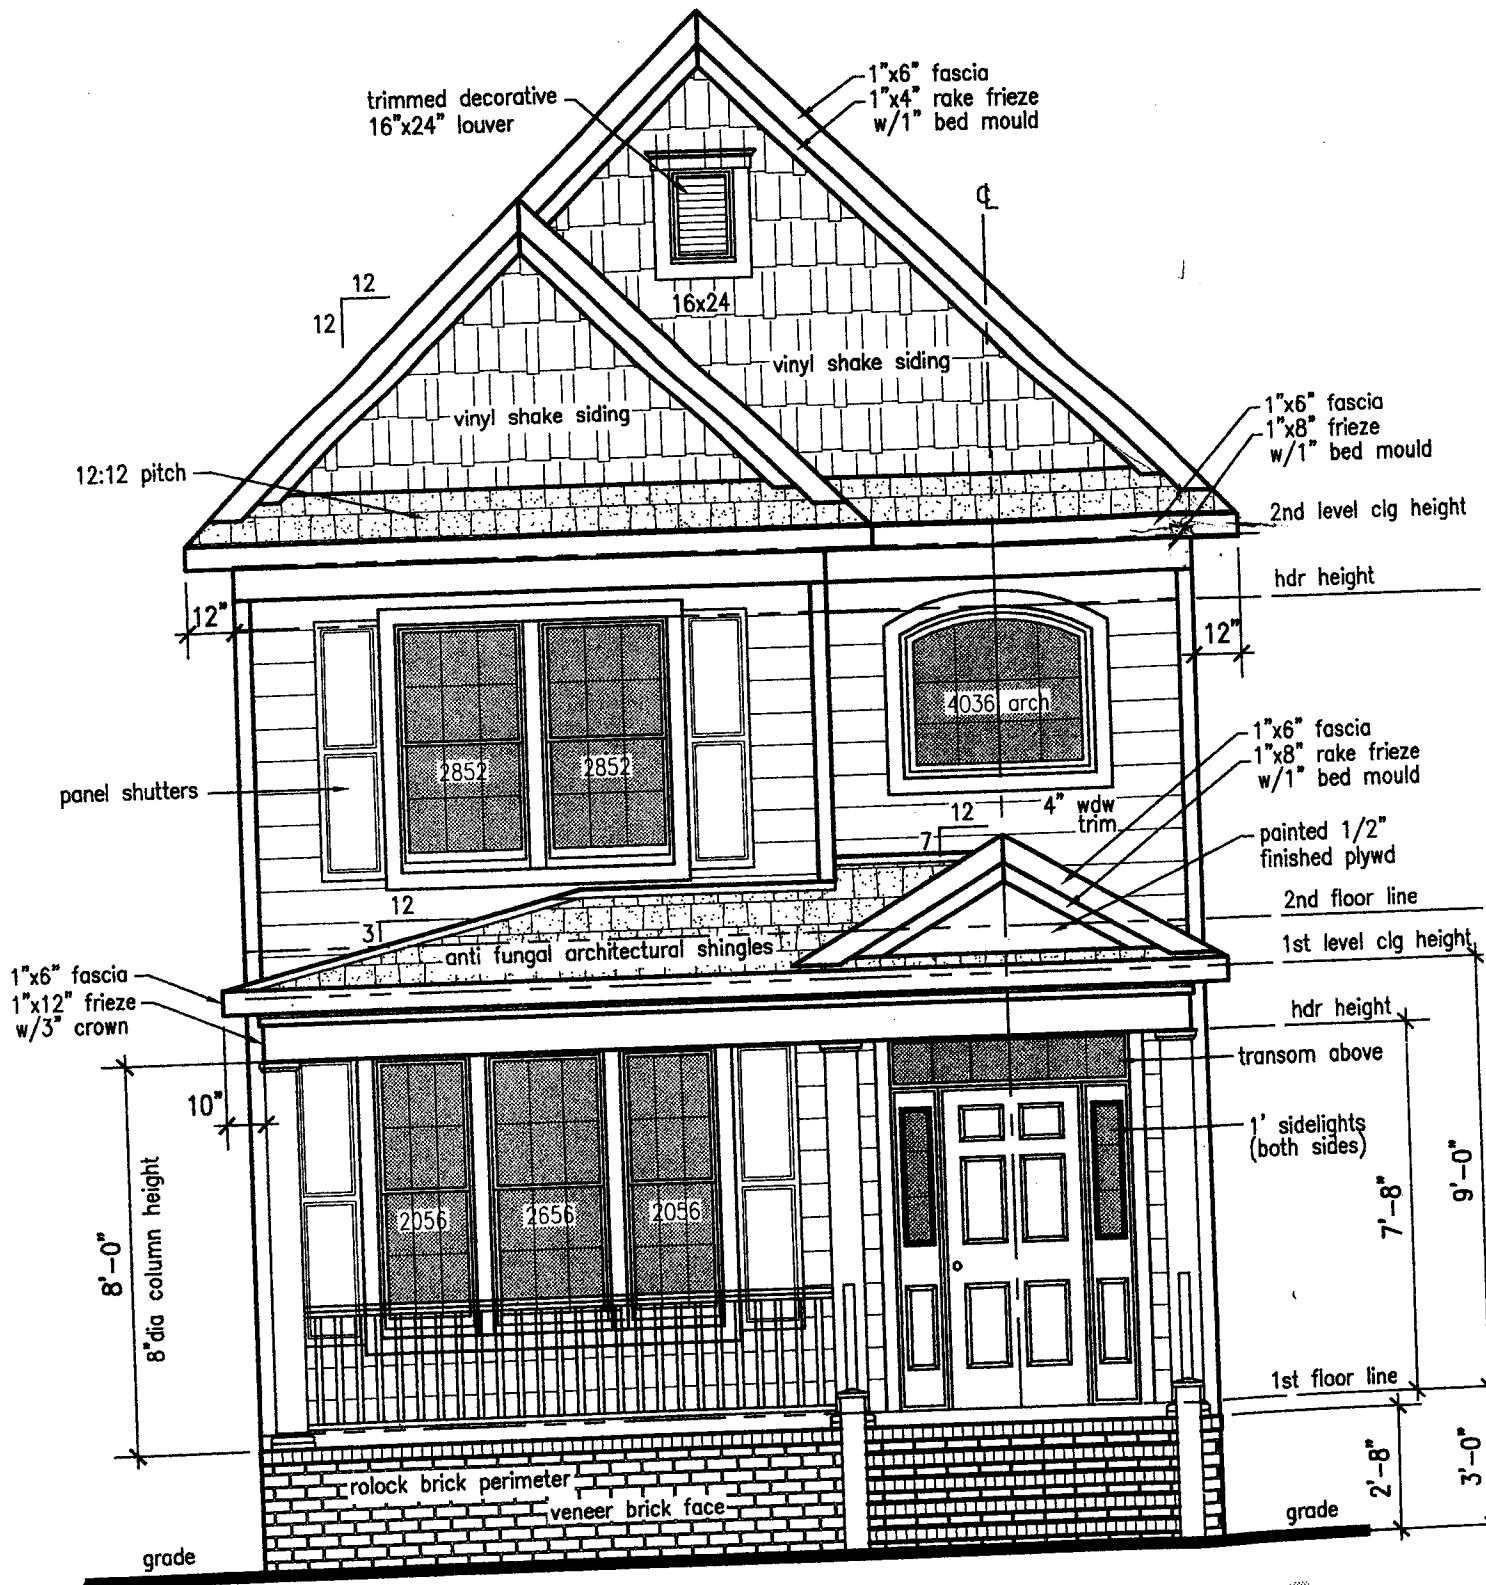 1"x6" fascia
1"x4" rake frieze
w/1" bed mould
trimmed decorative
16"x24" louver
℄
12
12
16x24
vinyl shake siding
vinyl shake siding
1"x6" fascia
1"x8" frieze
w/1" bed mould
12:12 pitch
2nd level clg height
hdr height
12"
12"
4036 arch
2852
2852
1"x6" fascia
1"x8" rake frieze
w/1" bed mould
panel shutters
4" wdw
trim
12
7
painted 1/2"
finished plywd
2nd floor line
12
3
anti fungal architectural shingles
1st level clg height
1"x6" fascia
1"x12" frieze
w/3" crown
hdr height
transom above
10"
1' sidelights
(both sides)
8'-0"
8"dia column height
7'-8"
9'-0"
2056
2656
2056
1st floor line
rolock brick perimeter
veneer brick face
2'-8"
3'-0"
grade
grade